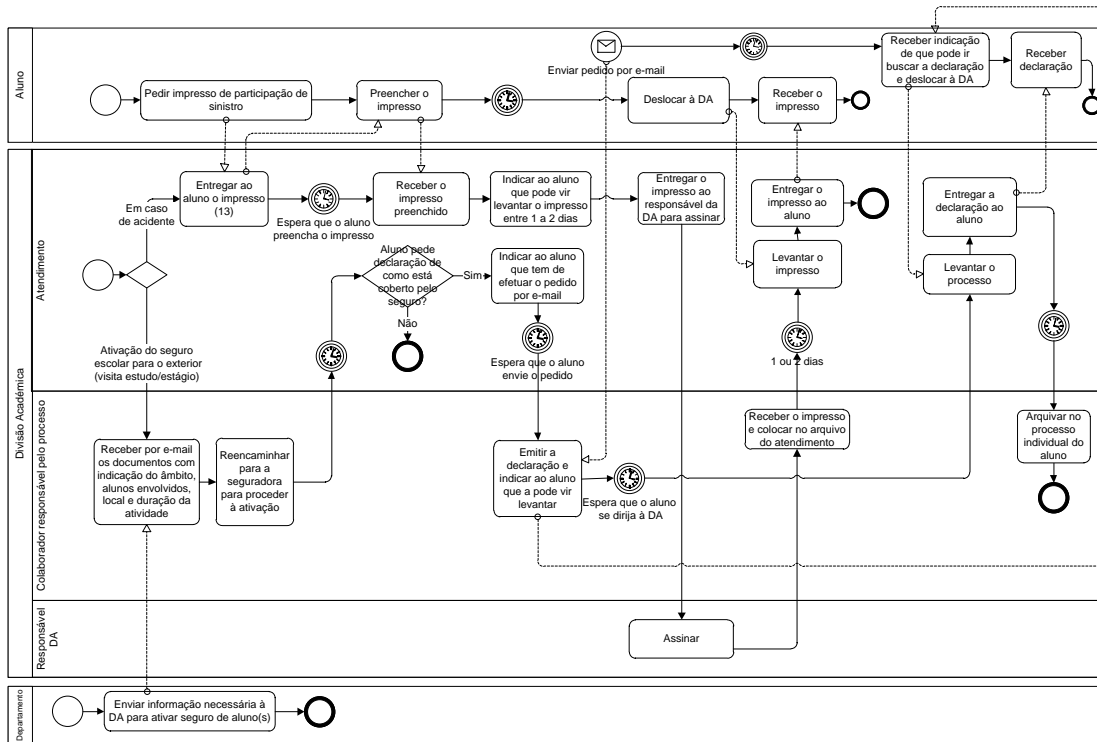 Aluno
Enviar pedido por e-mail
Receber indicação
de que pode ir
buscar a declaração
e deslocar à DA
Receber
declaração
Pedir impresso de participação de
sinistro
Preencher o
impresso
Deslocar à DA
Receber o
impresso
Divisão Académica
Atendimento
Em caso
de acidente
Entregar ao
aluno o impresso
(13)
Espera que o aluno
preencha o impresso
Receber o
impresso
preenchido
Indicar ao aluno
que pode vir
levantar o impresso
entre 1 a 2 dias
Entregar o
impresso ao
responsável da
DA para assinar
Entregar o
impresso ao
aluno
Levantar o
impresso
1 ou 2 dias
Entregar a
declaração ao
aluno
Levantar o
processo
Aluno pede
declaração de
como está
coberto pelo
seguro?
Sim
Não
Indicar ao aluno
que tem de
efetuar o pedido
por e-mail
Espera que o aluno
envie o pedido
Ativação do seguro
escolar para o exterior
(visita estudo/estágio)
Colaborador responsável pelo processo
Receber por e-mail
os documentos com
indicação do âmbito,
alunos envolvidos,
local e duração da
atividade
Reencaminhar
para a
seguradora
para proceder
à ativação
Emitir a
declaração e
indicar ao aluno
que a pode vir
levantar
Espera que o aluno
se dirija à DA
Receber o impresso
e colocar no arquivo
do atendimento
Arquivar no
processo
individual do
aluno
Responsável
DA
Assinar
Departamento
Enviar informação necessária à
DA para ativar seguro de aluno(s)